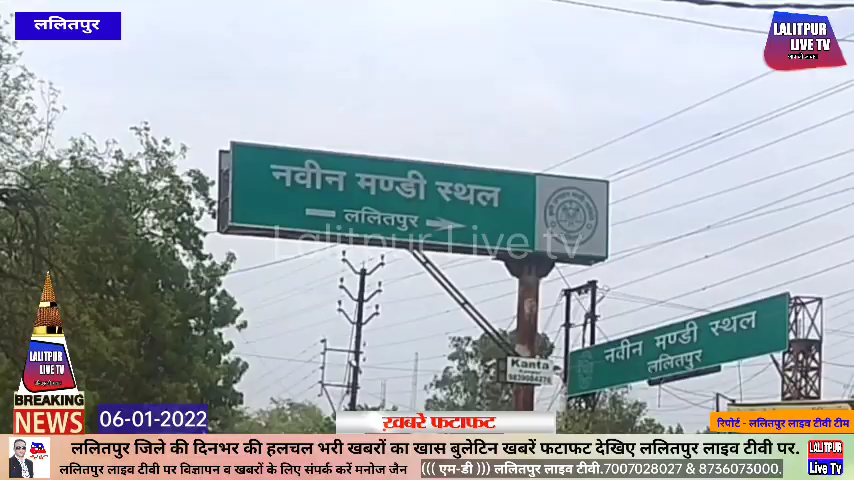 ललितपुर
LALITPUR
LIVE TV
नवीन मण्डी स्थल
ललितपुर
Lalitpur Live tv
नवीन मण्डी स्थल
ललितपुर
Kanta
LALITPUR
LIVE TV
BREAKING
NEWS
06-01-2022
ख़बरे फटाफट
रिपोर्ट - ललितपुर लाइव टीवी टीम
ललितपुर जिले की दिनभर की हलचल भरी खबरों का खास बुलेटिन खबरें फटाफट देखिए ललितपुर लाइव टीवी पर.
ललितपुर लाइव टीवी पर विज्ञापन व खबरों के लिए संपर्क करें मनोज जैन ((( एम-डी ))) ललितपुर लाइव टीवी.7007028027 & 8736073000.
LALITPUR
Live Tv